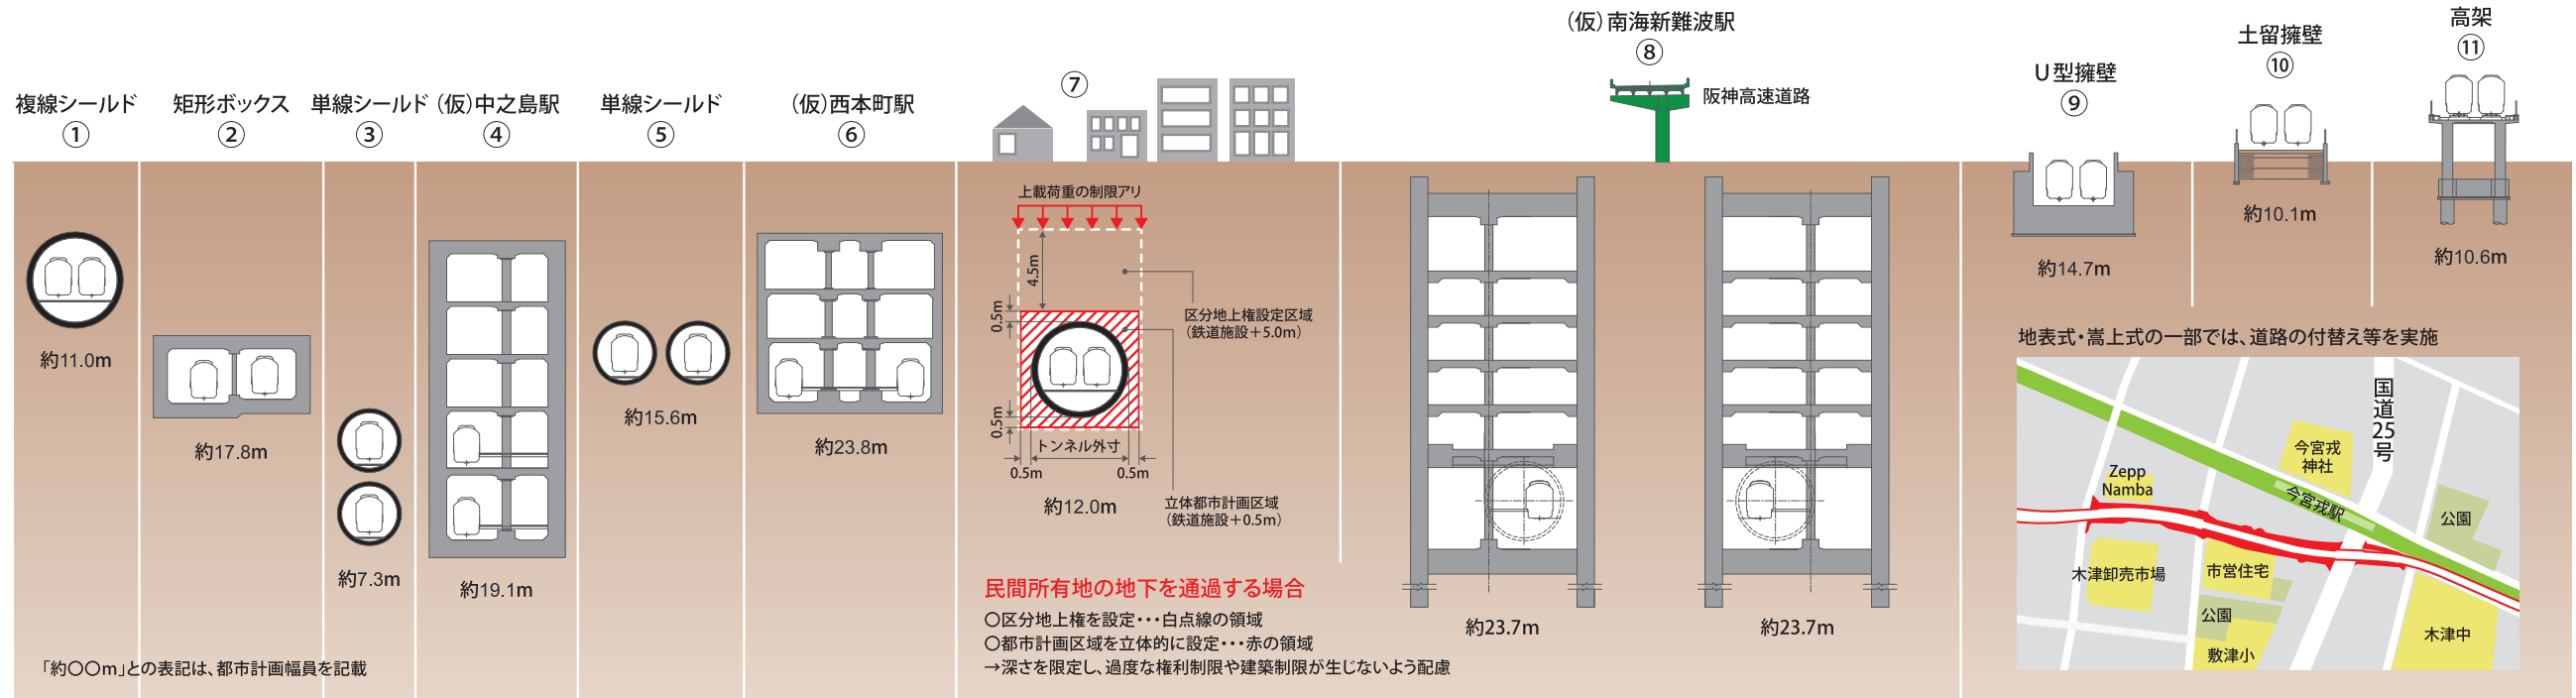 複線シールド
①
約11.0m
矩形ボックス
②
約17.8m
単線シールド
③
約7.3m
(仮)中之島駅
④
約19.1m
単線シールド
⑤
約15.6m
(仮)西本町駅
⑥
約23.8m
「約〇〇m」との表記は、都市計画幅員を記載
⑦
上載荷重の制限アリ
4.5m
0.5m
0.5m
トンネル外寸
0.5m
0.5m
約12.0m
区分地上権設定区域
(鉄道施設+5.0m)
立体都市計画区域
(鉄道施設+0.5m)
民間所有地の地下を通過する場合
〇区分地上権を設定・・・白点線の領域
〇都市計画区域を立体的に設定・・・赤の領域
→深さを限定し、過度な権利制限や建築制限が生じないよう配慮
(仮)南海新難波駅
⑧
阪神高速道路
約23.7m
約23.7m
U型擁壁
⑨
約14.7m
土留擁壁
⑩
約10.1m
高架
⑪
約10.6m
地表式・嵩上式の一部では、道路の付替え等を実施
国道25号
今宮戎
神社
Zepp
Namba
今宮戎駅
公園
木津卸売市場
市営住宅
公園
敷津小
木津中